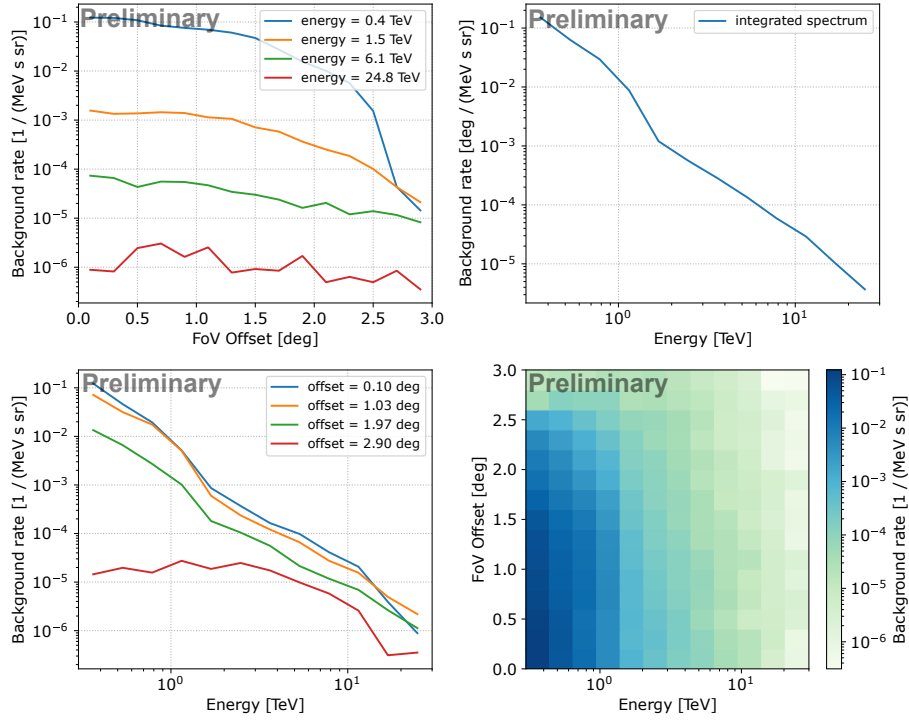 Preliminary
Background rate [1 / (MeV s sr)]
10⁻¹
10⁻²
10⁻³
10⁻⁴
10⁻⁵
10⁻⁶
energy = 0.4 TeV
energy = 1.5 TeV
energy = 6.1 TeV
energy = 24.8 TeV
0.0 0.5 1.0 1.5 2.0 2.5 3.0
FoV Offset [deg]
Preliminary
Background rate [deg / (MeV s sr)]
10⁻¹
10⁻²
10⁻³
10⁻⁴
10⁻⁵
integrated spectrum
10⁰ 10¹
Energy [TeV]
Preliminary
Background rate [1 / (MeV s sr)]
10⁻¹
10⁻²
10⁻³
10⁻⁴
10⁻⁵
10⁻⁶
offset = 0.10 deg
offset = 1.03 deg
offset = 1.97 deg
offset = 2.90 deg
10⁰ 10¹
Energy [TeV]
Preliminary
FoV Offset [deg]
3.0
2.5
2.0
1.5
1.0
0.5
0.0
10⁰ 10¹
Energy [TeV]
10⁻¹
10⁻²
10⁻³
10⁻⁴
10⁻⁵
10⁻⁶
Background rate [1 / (MeV s sr)]